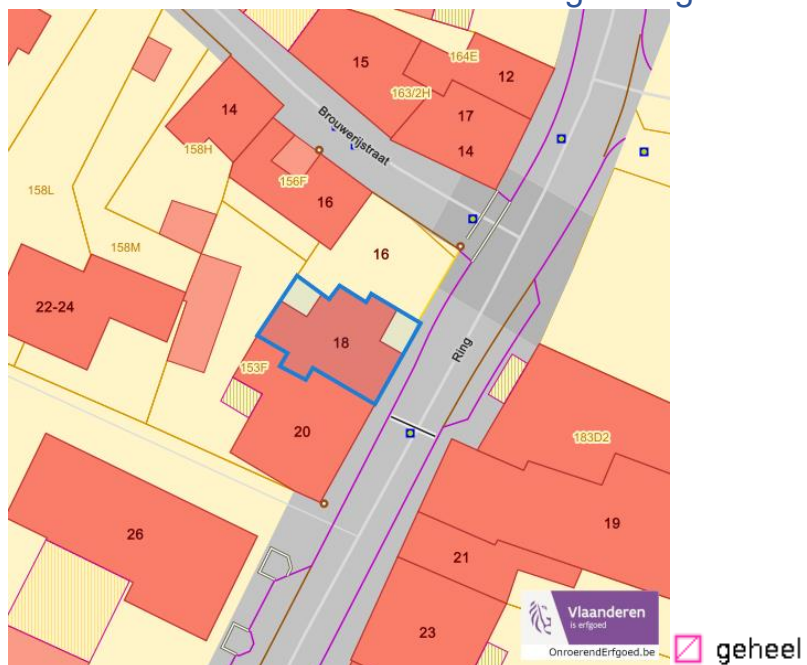 15
164E
12
163/2H
17
14
14
Brouwerijstraat
158H
156F
16
158L
158M
16
22-24
18
Ring
153F
20
183D2
26
19
21
23
Vlaanderen
is erfgoed
OnroerendErfgoed.be
geheel